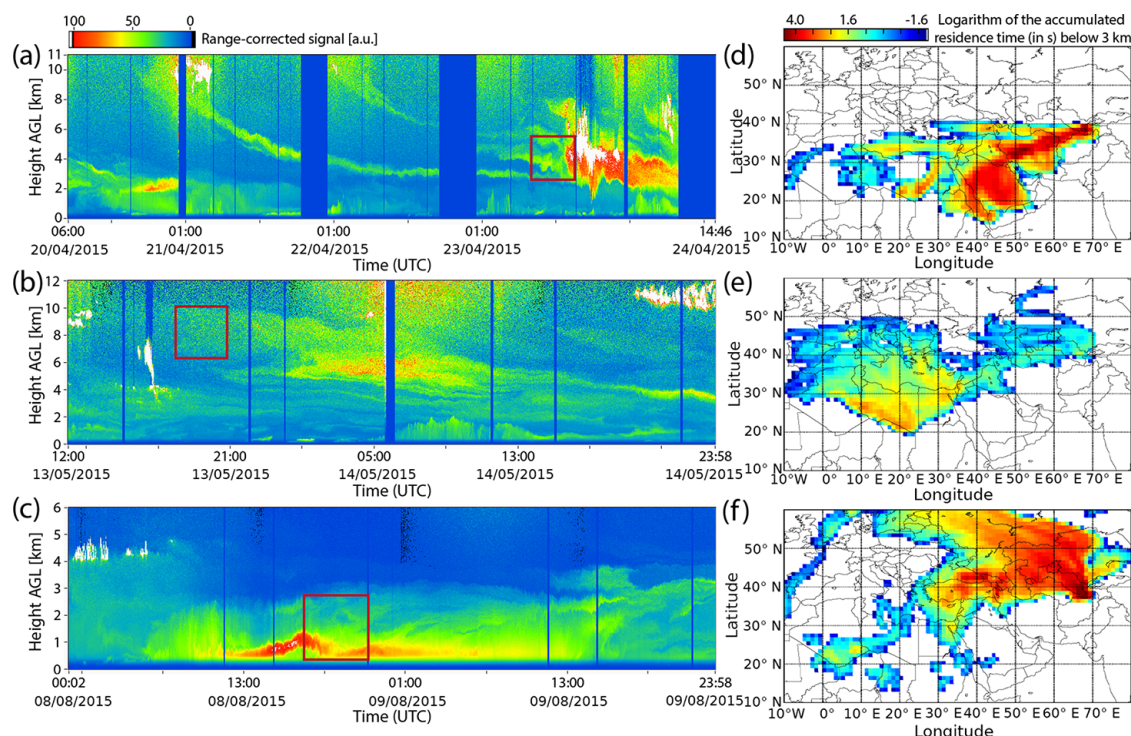 100 50 0
Range-corrected signal [a.u.]
4.0 1.6 -1.6
Logarithm of the accumulated
residence time (in s) below 3 km
(a)
Height AGL [km]
11
10
8
6
4
2
0
06:00 01:00 01:00 01:00 14:46
20/04/2015 21/04/2015 22/04/2015 23/04/2015 24/04/2015
Time (UTC)
(d)
Latitude
50° N
40° N
30° N
20° N
10° N
10°W 0° 10° E 20° E 30° E 40° E 50° E 60° E 70° E
Longitude
(b)
Height AGL [km]
12
10
8
6
4
2
0
12:00 21:00 05:00 13:00 23:58
13/05/2015 13/05/2015 14/05/2015 14/05/2015 14/05/2015
Time (UTC)
(e)
Latitude
50° N
40° N
30° N
20° N
10° N
10°W 0° 10° E 20° E 30° E 40° E 50° E 60° E 70° E
Longitude
(c)
Height AGL [km]
6
5
4
3
2
1
0
00:02 13:00 01:00 13:00 23:58
08/08/2015 08/08/2015 09/08/2015 09/08/2015 09/08/2015
Time (UTC)
(f)
Latitude
50° N
40° N
30° N
20° N
10° N
10°W 0° 10° E 20° E 30° E 40° E 50° E 60° E 70° E
Longitude